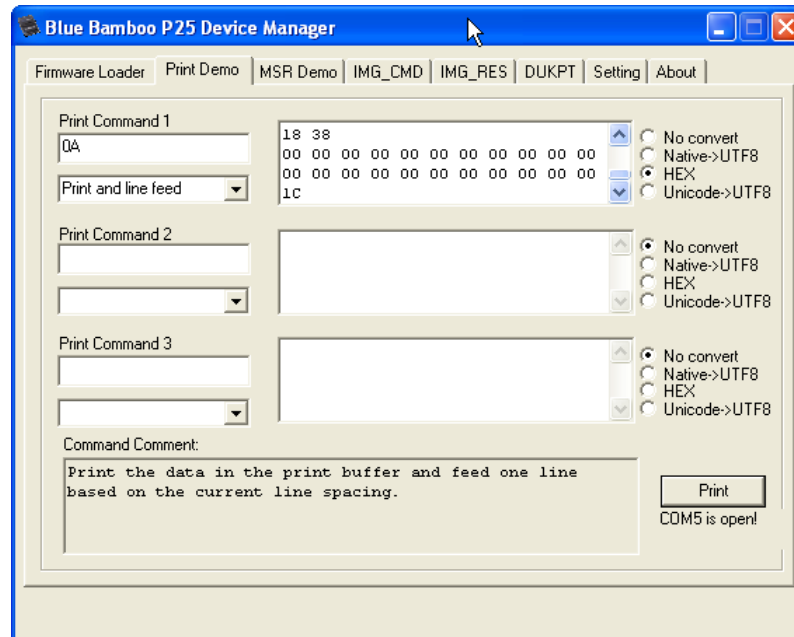 Blue Bamboo P25 Device Manager
Firmware Loader Print Demo MSR Demo IMG_CMD IMG_RES DUKPT Setting About
Print Command 1
0A
Print and line feed
18 38
00 00 00 00 00 00 00 00 00 00 00
00 00 00 00 00 00 00 00 00 00 00
1C
No convert
Native->UTF8
HEX
Unicode->UTF8
Print Command 2
No convert
Native->UTF8
HEX
Unicode->UTF8
Print Command 3
No convert
Native->UTF8
HEX
Unicode->UTF8
Command Comment:
Print the data in the print buffer and feed one line
based on the current line spacing.
Print
COM5 is open!